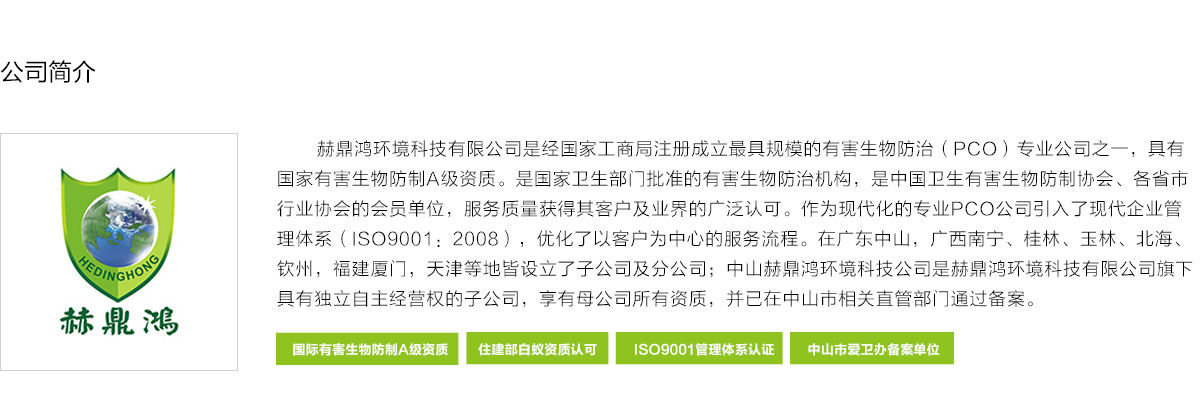 公司简介
赫鼎鸿环境科技有限公司是经国家工商局注册成立最具规模的有害生物防治（PCO）专业公司之一，具有
国家有害生物防制A级资质。是国家卫生部门批准的有害生物防治机构，是中国卫生有害生物防制协会、各省市
行业协会的会员单位，服务质量获得其客户及业界的广泛认可。作为现代化的专业PCO公司引入了现代企业管
理体系（ISO9001：2008），优化了以客户为中心的服务流程。在广东中山，广西南宁、桂林、玉林、北海、
钦州，福建厦门，天津等地皆设立了子公司及分公司；中山赫鼎鸿环境科技公司是赫鼎鸿环境科技有限公司旗下
具有独立自主经营权的子公司，享有母公司所有资质，并已在中山市相关直管部门通过备案。
HEDINGHONG
赫鼎鸿
国际有害生物防制A级资质
住建部白蚁资质认可
ISO9001管理体系认证
中山市爱卫办备案单位